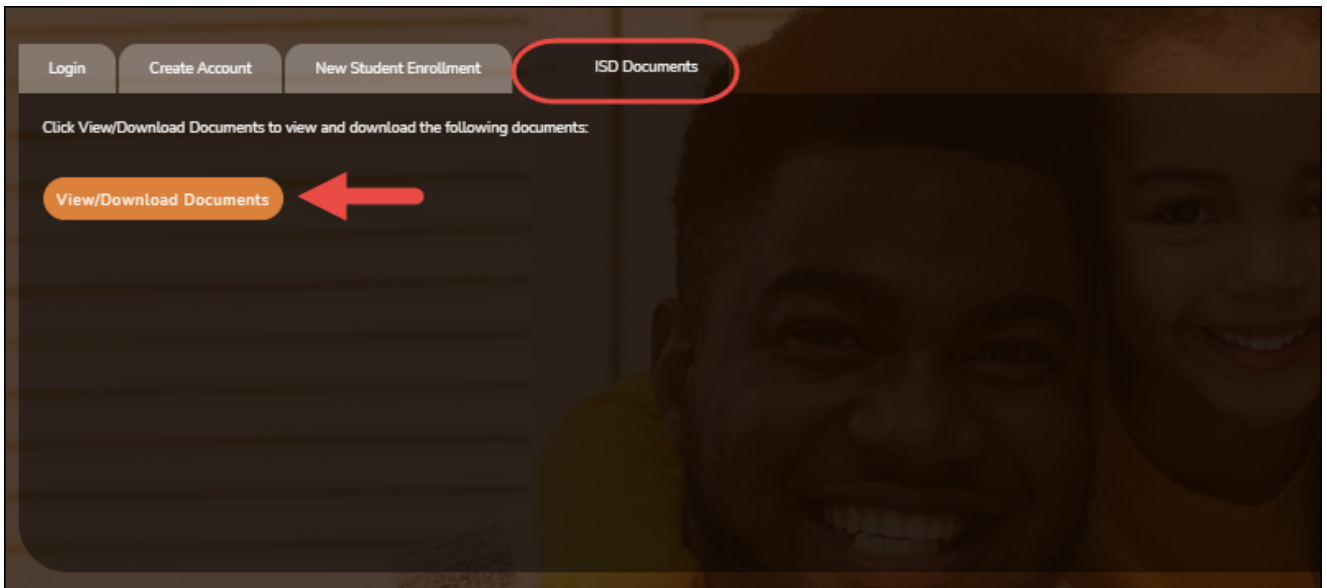 Login
Create Account
New Student Enrollment
ISD Documents
Click View/Download Documents to view and download the following documents:
View/Download Documents